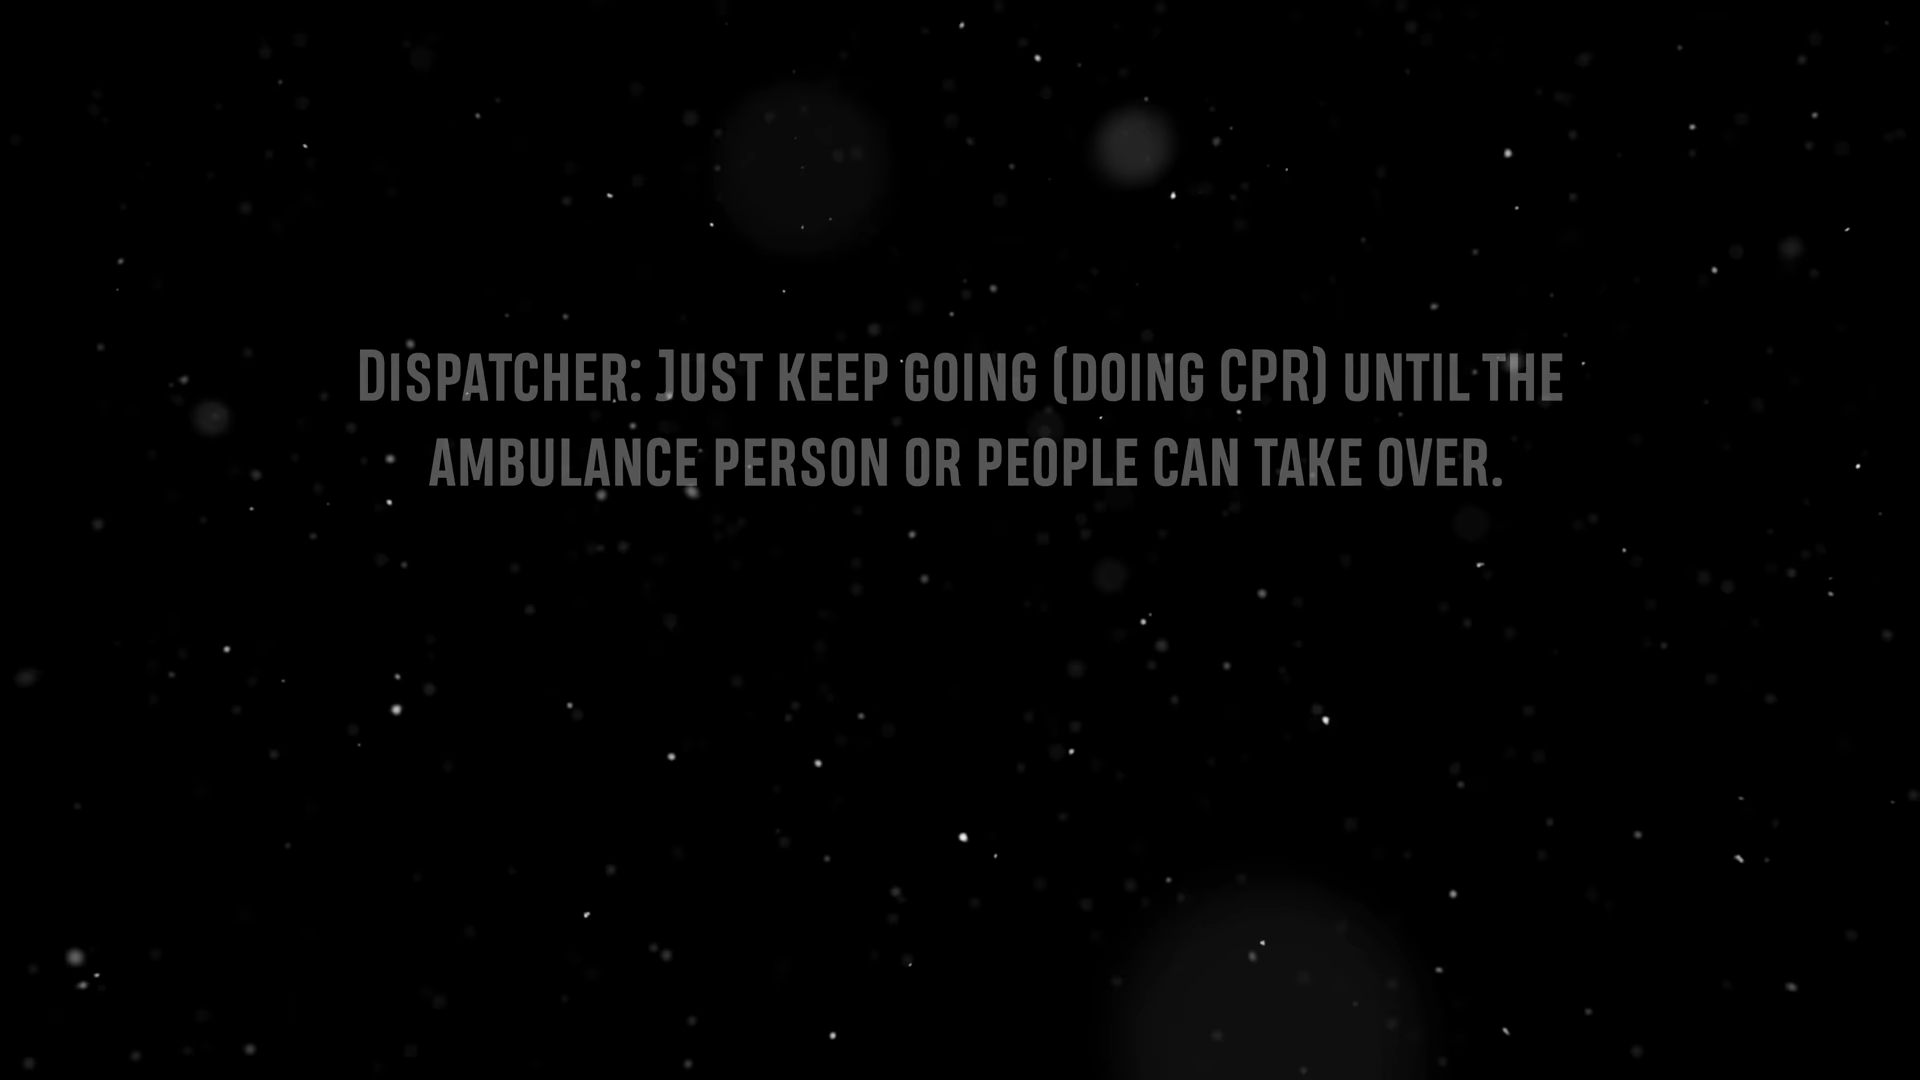 Dispatcher: Just keep going (doing CPR) until the
ambulance person or people can take over.